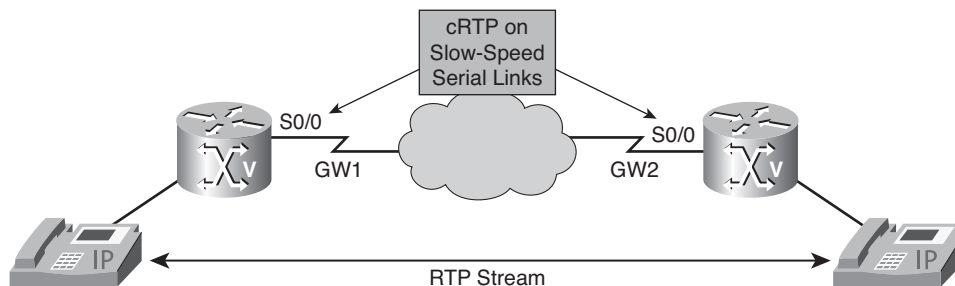 cRTP on
Slow-Speed
Serial Links
S0/0
S0/0
V
GW1
GW2
V
IP
IP
RTP Stream